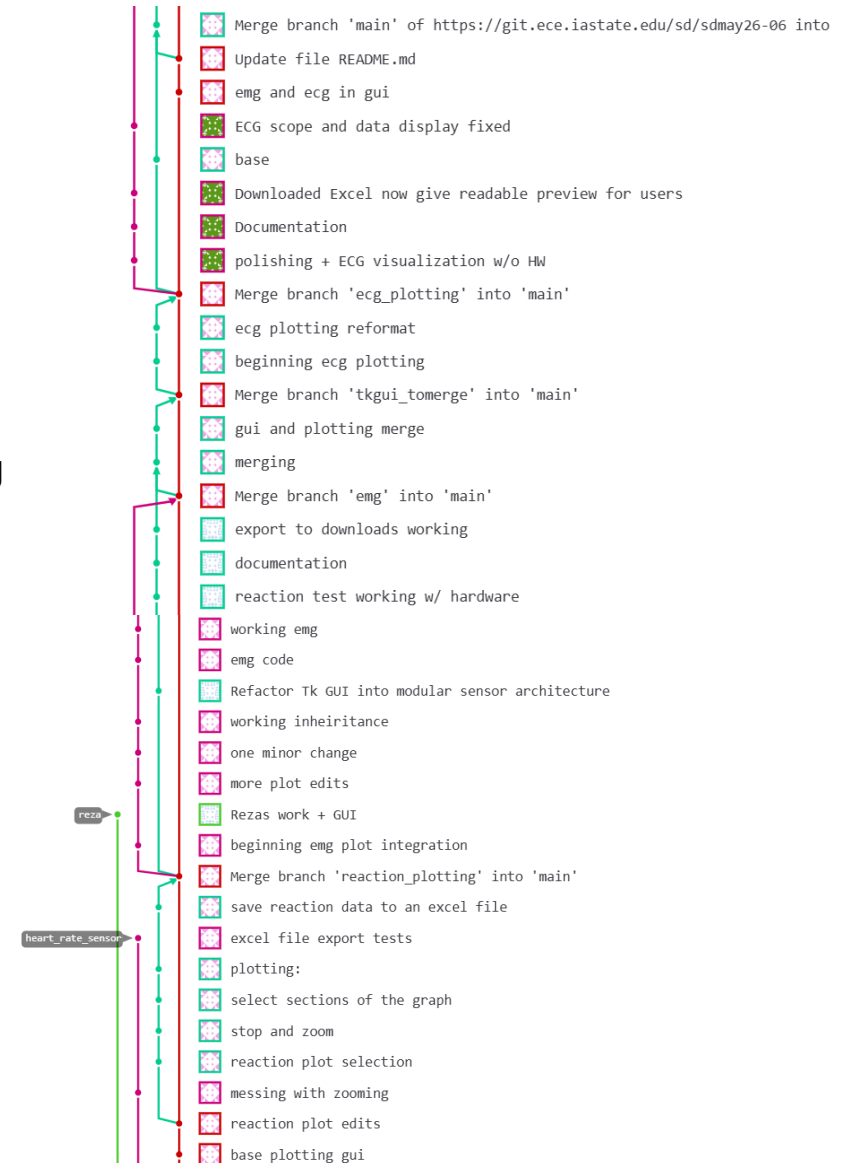 Merge branch 'main' of https://git.ece.iastate.edu/sd/sdmay26-06 into
Update file README.md
emg and ecg in gui
ECG scope and data display fixed
base
Downloaded Excel now give readable preview for users
Documentation
polishing + ECG visualization w/o HW
Merge branch 'ecg_plotting' into 'main'
ecg plotting reformat
beginning ecg plotting
Merge branch 'tkgui_tomerge' into 'main'
gui and plotting merge
merging
Merge branch 'emg' into 'main'
export to downloads working
documentation
reaction test working w/ hardware
working emg
emg code
Refactor Tk GUI into modular sensor architecture
working inheiritance
one minor change
more plot edits
reza Rezas work + GUI
beginning emg plot integration
Merge branch 'reaction_plotting' into 'main'
save reaction data to an excel file
heart_rate_sensor excel file export tests
plotting:
select sections of the graph
stop and zoom
reaction plot selection
messing with zooming
reaction plot edits
base plotting gui